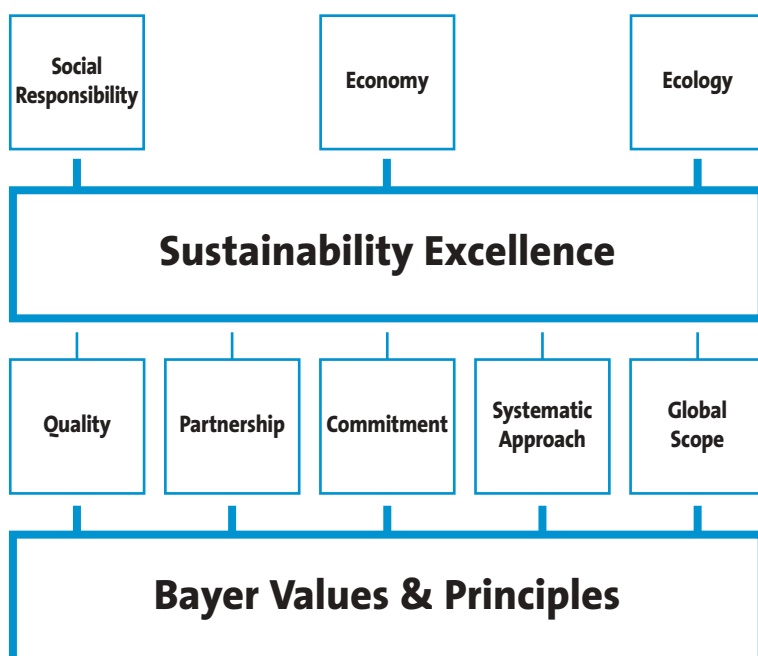 Social
Responsibility
Economy
Ecology
Sustainability Excellence
Quality
Partnership
Commitment
Systematic
Approach
Global
Scope
Bayer Values & Principles